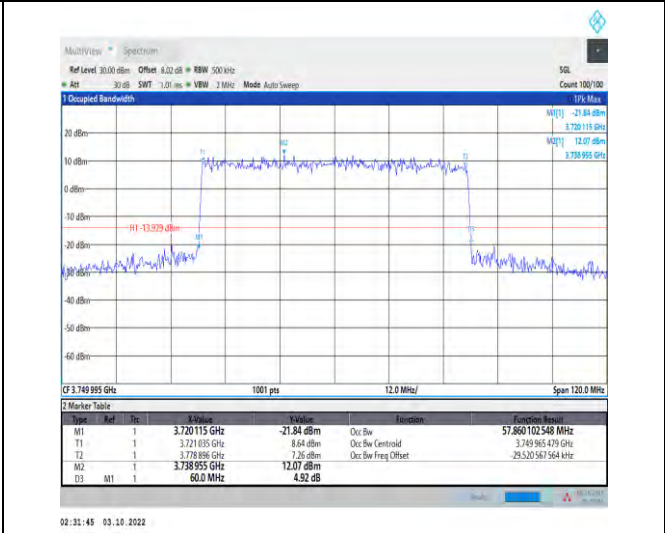 MultiView Spectrum
Ref Level 30.00 dBm Offset 8.02 dB RBW 500 kHz SGL
Att 30 dB SWT 1.01 ms VBW 2 MHz Mode Auto Sweep Count 100/100
1 Occupied Bandwidth 1Pk Max
M1[1] -21.84 dBm
3.720 115 GHz
M2[1] 12.07 dBm
3.738 955 GHz
20 dBm
M2
T1
T2
10 dBm
0 dBm
-10 dBm
H1 -13.929 dBm
M1
D3
-20 dBm
-30 dBm
-40 dBm
-50 dBm
-60 dBm
CF 3.749 995 GHz 1001 pts 12.0 MHz/ Span 120.0 MHz
2 Marker Table
Type Ref Trc X-Value Y-Value Function Function Result
M1 1 3.720 115 GHz -21.84 dBm Occ Bw 57.860 102 548 MHz
T1 1 3.721 035 GHz 8.64 dBm Occ Bw Centroid 3.749 965 479 GHz
T2 1 3.778 896 GHz 7.26 dBm Occ Bw Freq Offset -29.520 567 564 kHz
M2 1 3.738 955 GHz 12.07 dBm
D3 M1 1 60.0 MHz 4.92 dB
Ready
02:31:45 03.10.2022